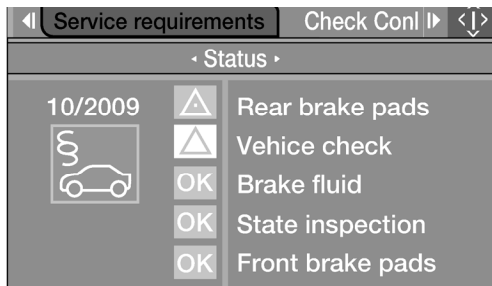 Service requirements Check Conl
Status
10/2009
Rear brake pads
Vehice check
OK Brake fluid
OK State inspection
OK Front brake pads